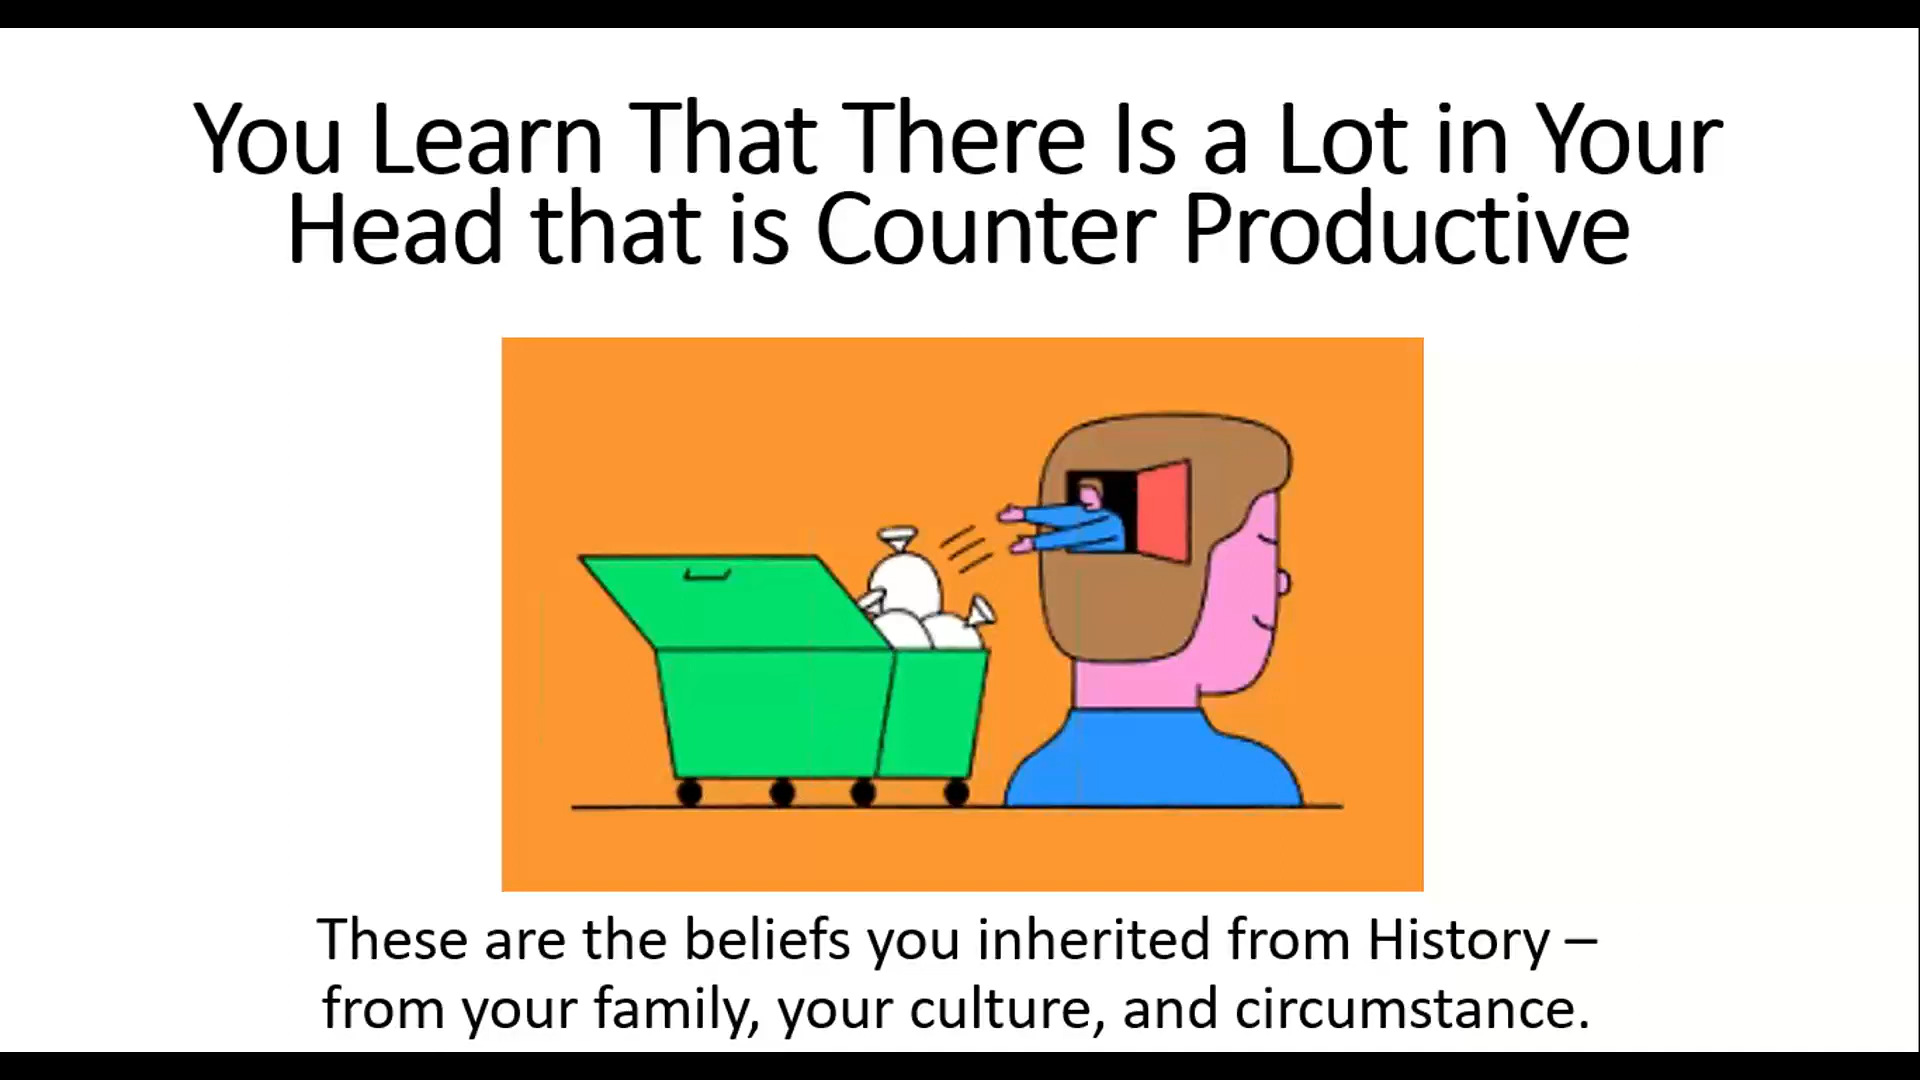 You Learn That There Is a Lot in Your
Head that is Counter Productive
These are the beliefs you inherited from History –
from your family, your culture, and circumstance.